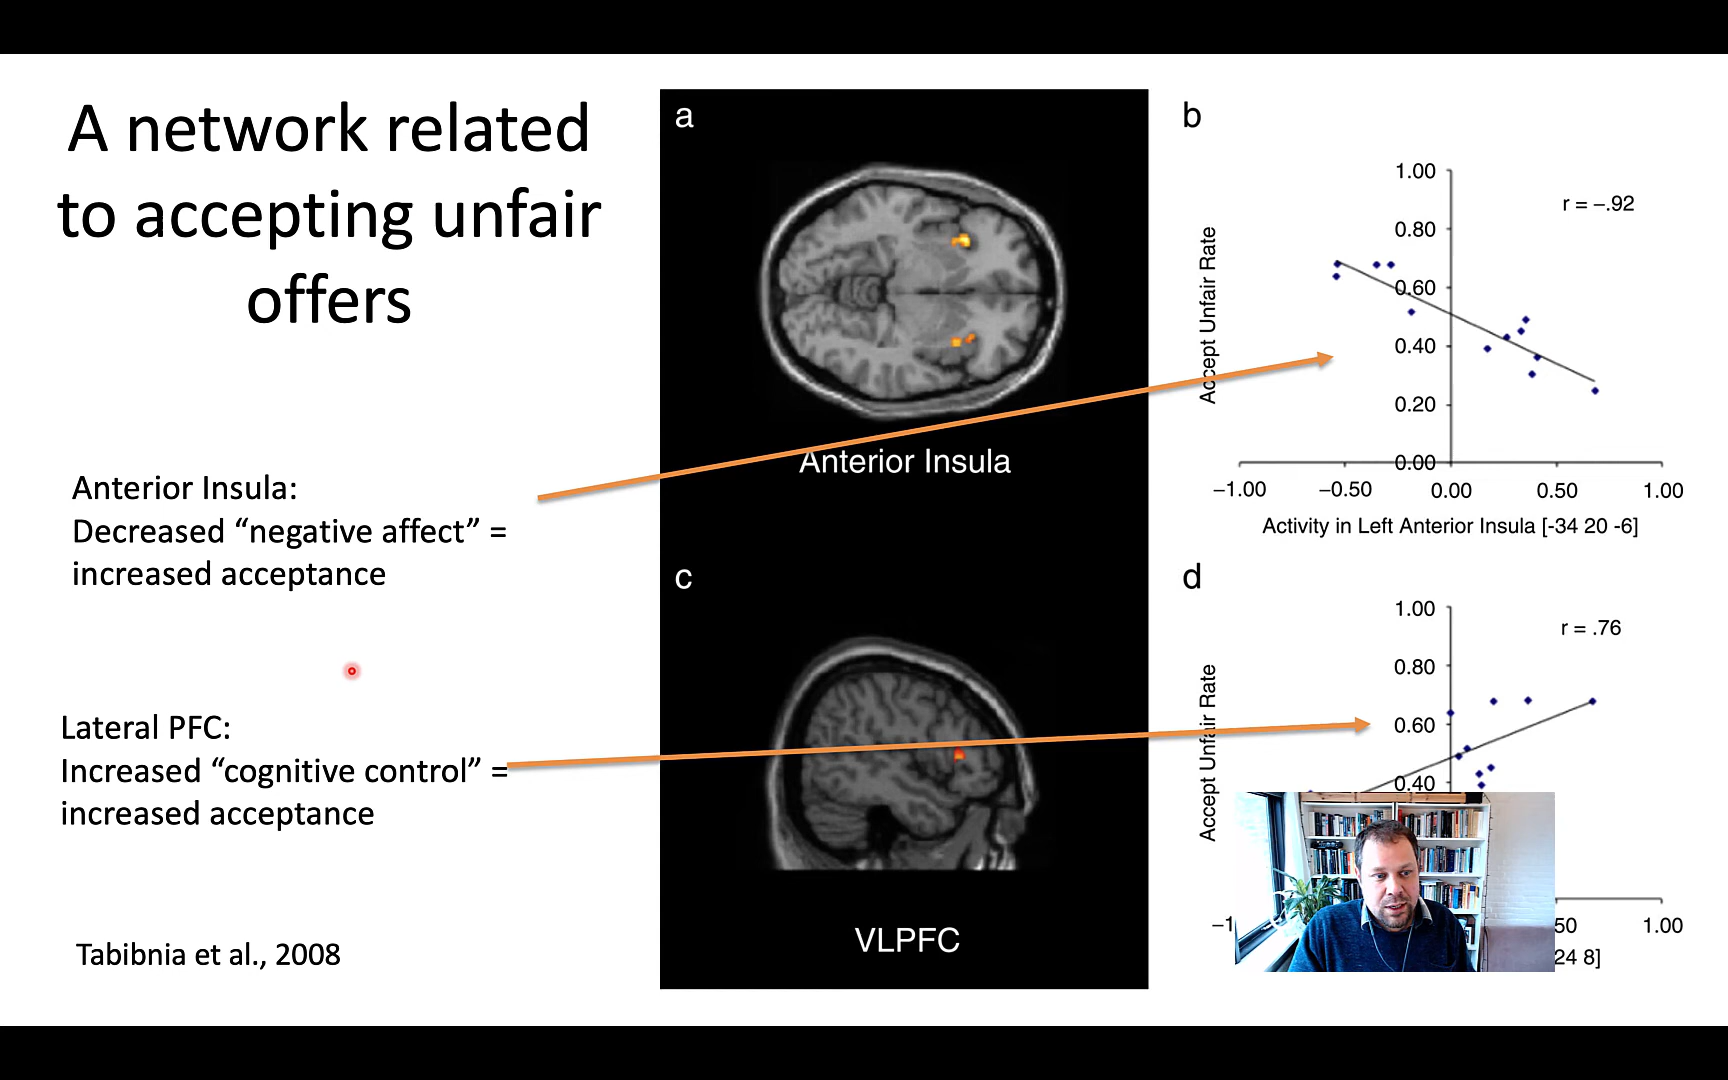 A network related
to accepting unfair
offers
Anterior Insula:
Decreased “negative affect” =
increased acceptance
Lateral PFC:
Increased “cognitive control” =
increased acceptance
Tabibnia et al., 2008
a
Anterior Insula
c
VLPFC
b
1.00
r = –.92
0.80
0.60
0.40
0.20
0.00
Accept Unfair Rate
–1.00 –0.50 0.00 0.50 1.00
Activity in Left Anterior Insula [-34 20 -6]
d
1.00
r = .76
0.80
0.60
0.40
Accept Unfair Rate
–1 50 1.00
24 8]